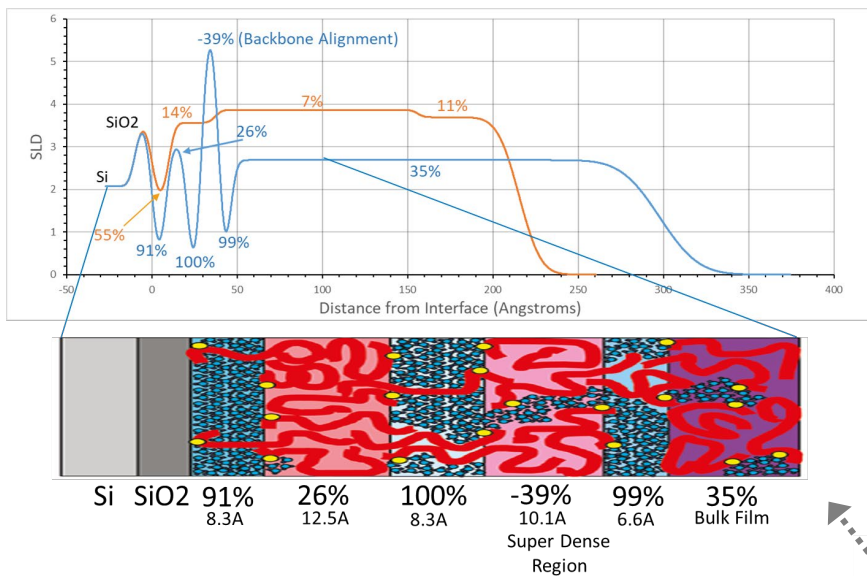 6
-39% (Backbone Alignment)
5
4
14%
7%
11%
SiO2
26%
3
SLD
Si
35%
2
55%
1
91%
100%
99%
0
-50
0
50
100
150
200
250
300
350
400
Distance from Interface (Angstroms)
Si
SiO2
91%
26%
100%
-39%
99%
35%
8.3A
12.5A
8.3A
10.1A
6.6A
Bulk Film
Super Dense
Region